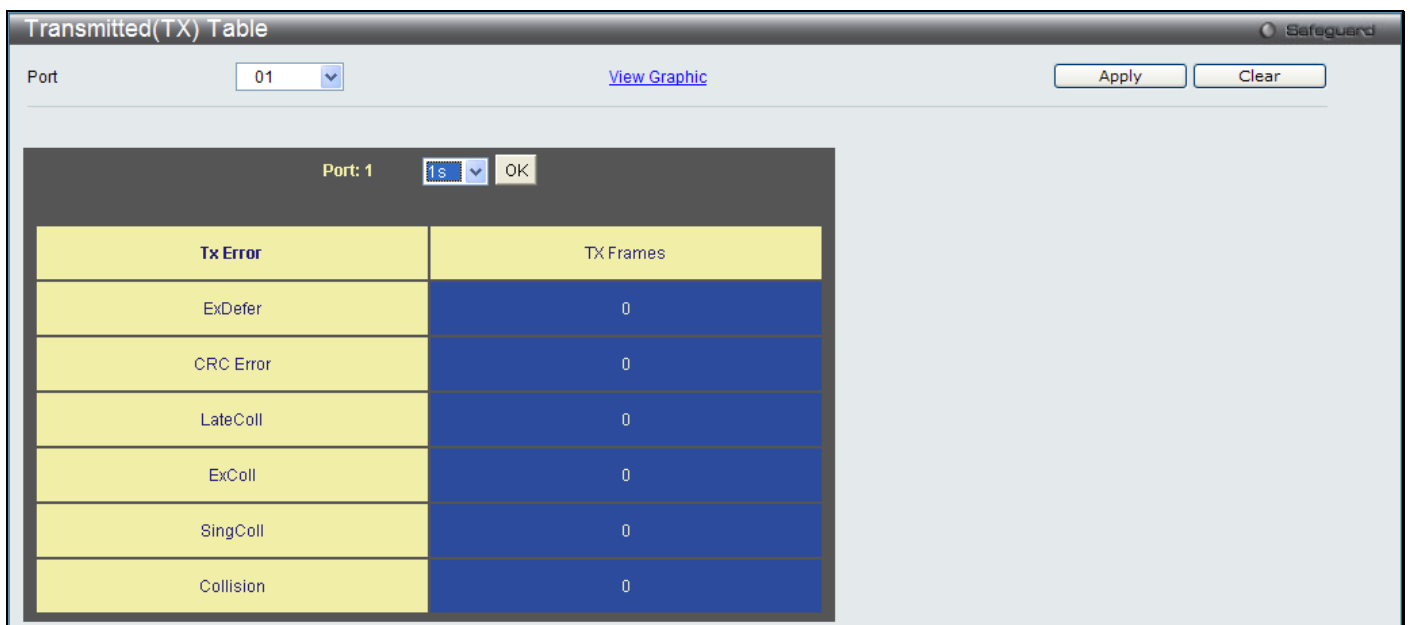 Transmitted(TX) Table Safeguard
Port 01 View Graphic Apply Clear
Port: 1 1s OK
Tx Error TX Frames
ExDefer 0
CRC Error 0
LateColl 0
ExColl 0
SingColl 0
Collision 0